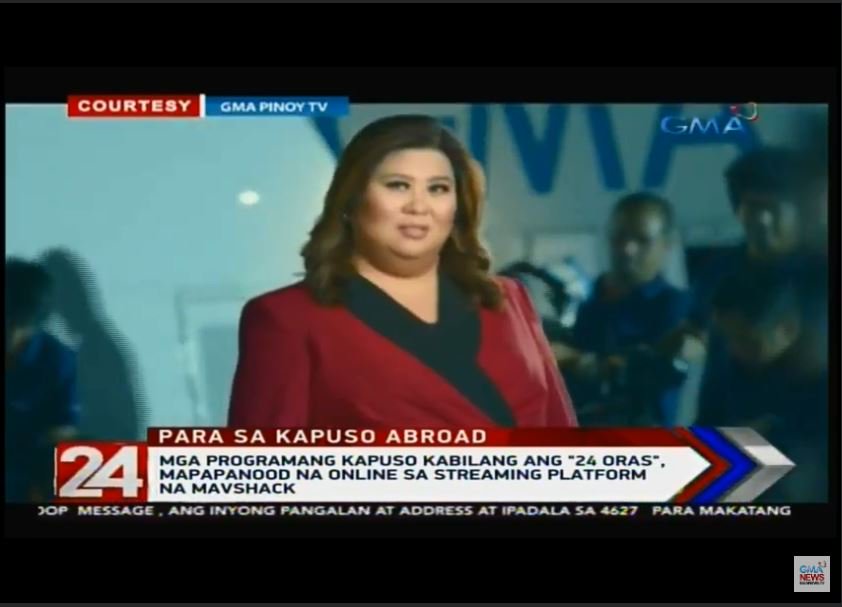 COURTESY GMA PINOY TV
GMA
GMA
PARA SA KAPUSO ABROAD
24
MGA PROGRAMANG KAPUSO KABILANG ANG "24 ORAS",
MAPAPANOOD NA ONLINE SA STREAMING PLATFORM
NA MAVSHACK
OOP MESSAGE , ANG INYONG PANGALAN AT ADDRESS AT IPADALA SA 4627 PARA MAKATANG
GMA
NEWS